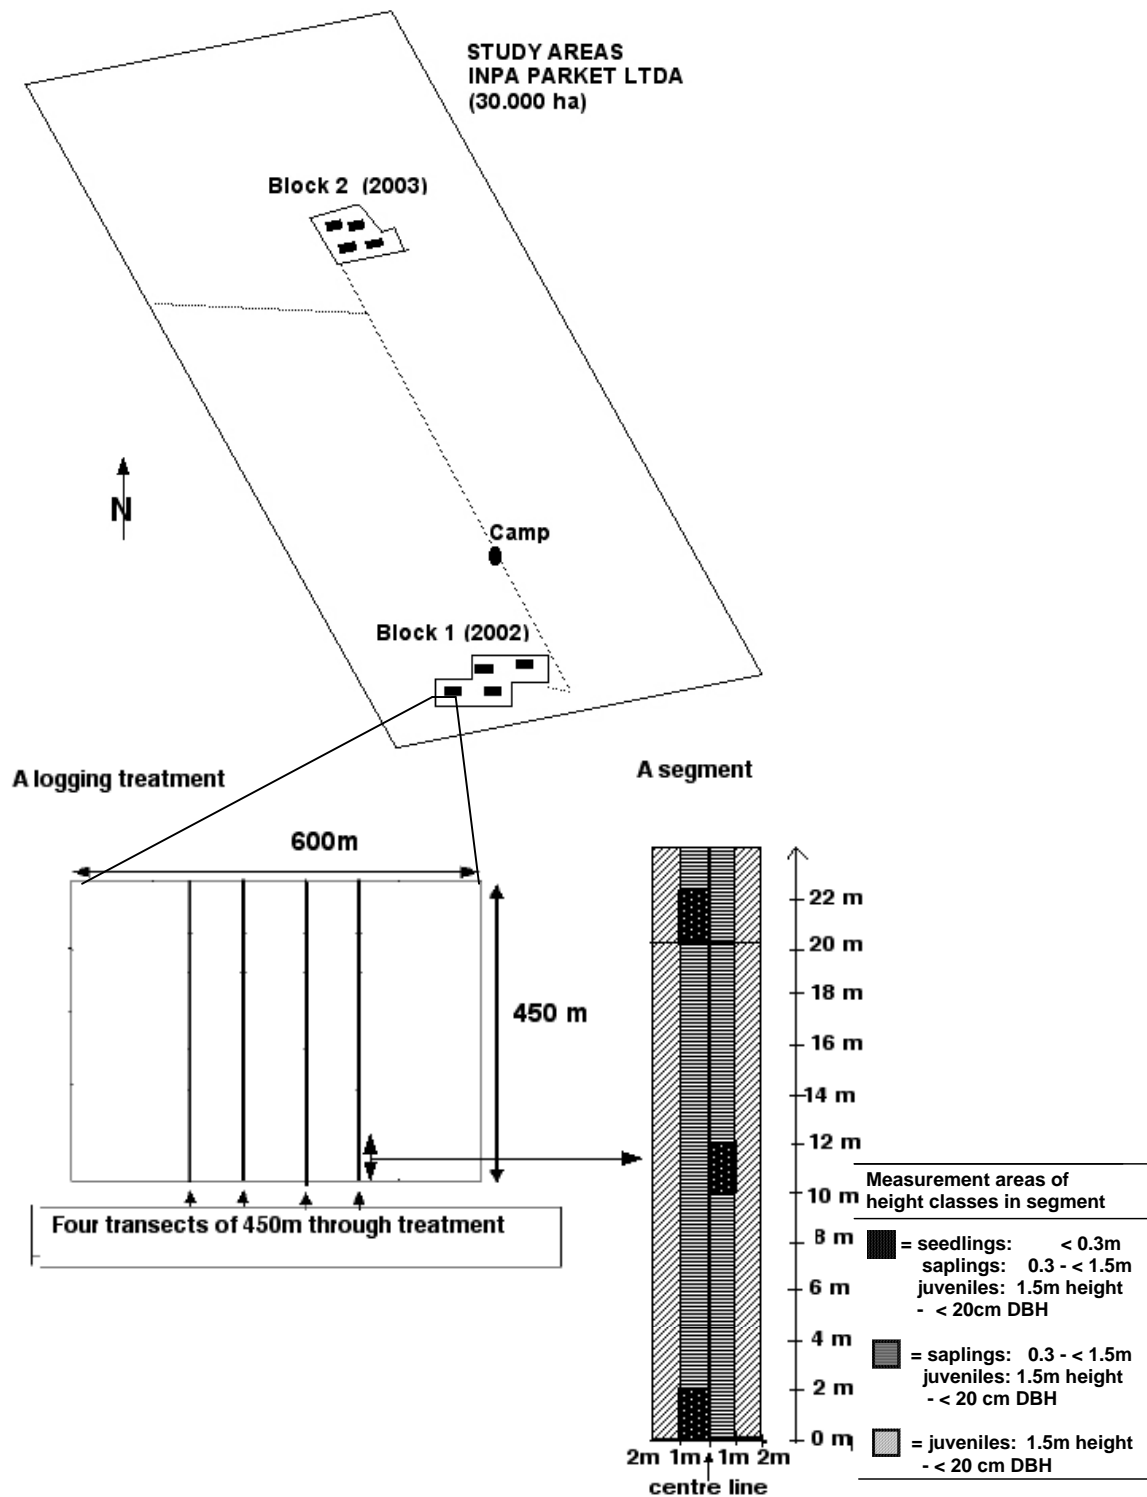 STUDY AREAS
INPA PARKET LTDA
(30.000 ha)
Block 2 (2003)
N
Camp
Block 1 (2002)
A logging treatment
A segment
600m
450 m
Four transects of 450m through treatment
22 m
20 m
18 m
16 m
14 m
12 m
10 m
8 m
6 m
4 m
2 m
0 m
2m 1m 1m 2m
centre line
Measurement areas of
height classes in segment
= seedlings: < 0.3m
saplings: 0.3 - < 1.5m
juveniles: 1.5m height
- < 20cm DBH
= saplings: 0.3 - < 1.5m
juveniles: 1.5m height
- < 20 cm DBH
= juveniles: 1.5m height
- < 20 cm DBH